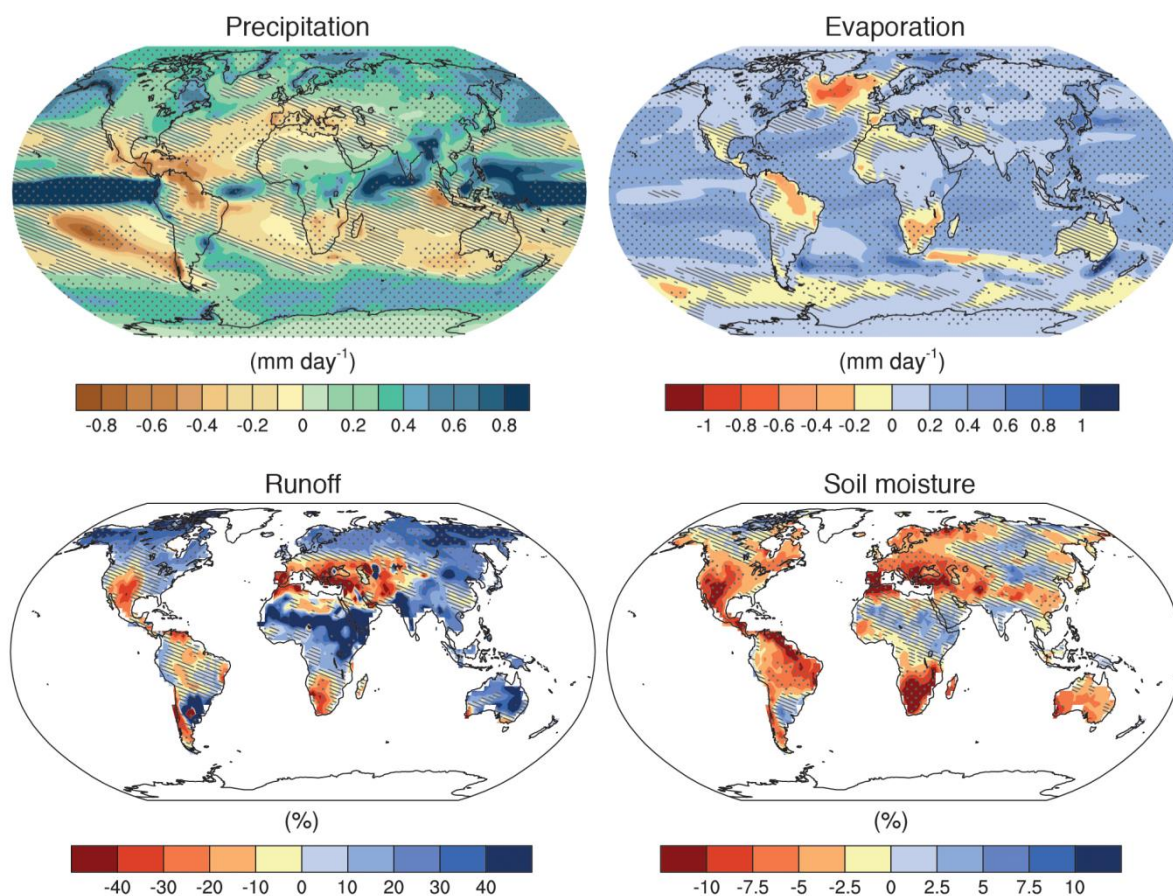 Precipitation
Evaporation
(mm day-1)
(mm day-1)
-0.8 -0.6 -0.4 -0.2 0 0.2 0.4 0.6 0.8
-1 -0.8 -0.6 -0.4 -0.2 0 0.2 0.4 0.6 0.8 1
Runoff
Soil moisture
(%)
(%)
-40 -30 -20 -10 0 10 20 30 40
-10 -7.5 -5 -2.5 0 2.5 5 7.5 10